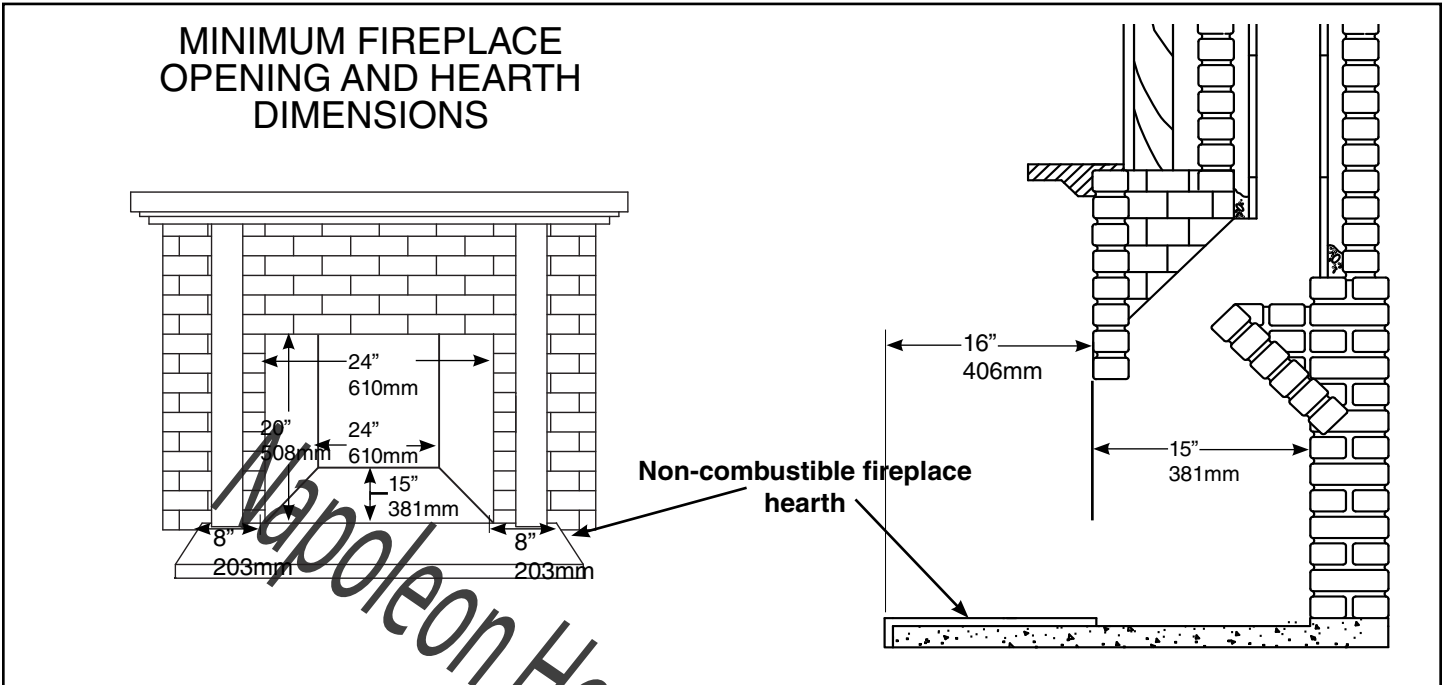 MINIMUM FIREPLACE
OPENING AND HEARTH
DIMENSIONS
24”
610mm
20”
508mm
24”
610mm
15”
381mm
8”
203mm
8”
203mm
Non-combustible fireplace
hearth
16”
406mm
15”
381mm
Napoleon